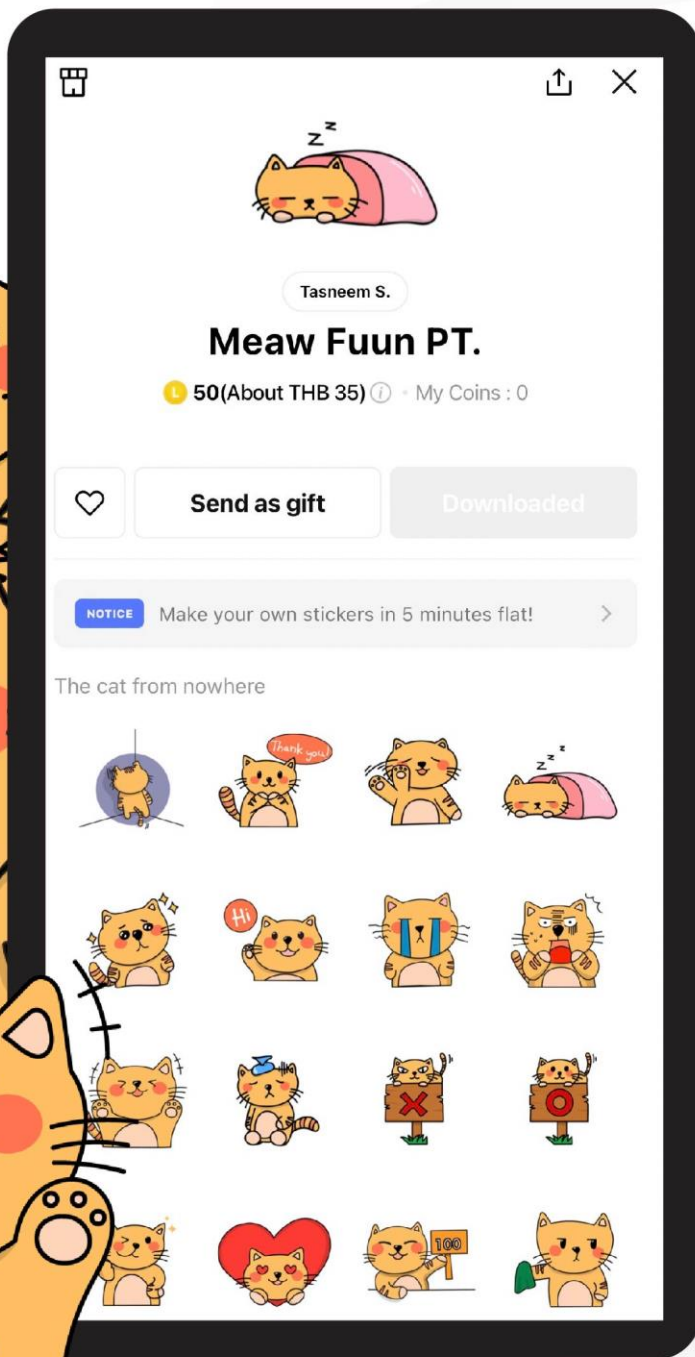 z z
Tasneem S.
Meaw Fuun PT.
L 50(About THB 35) i · My Coins : 0
Send as gift Downloaded
NOTICE Make your own stickers in 5 minutes flat!
The cat from nowhere
Thank you!
z z z
Hi
X O
100